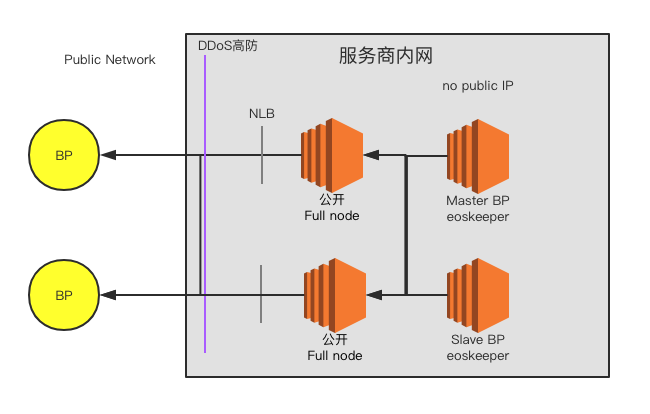 DDoS高防
服务商内网
Public Network
no public IP
NLB
BP
公开
Full node
Master BP
eoskeeper
BP
公开
Full node
Slave BP
eoskeeper